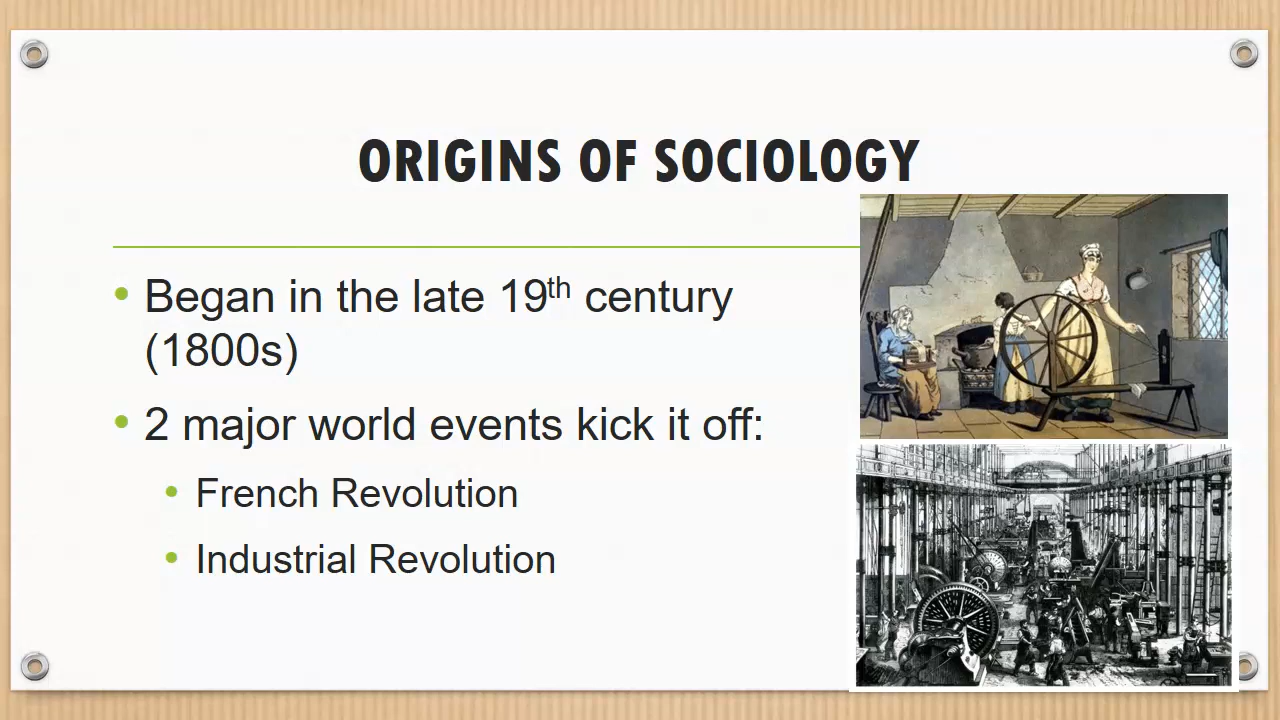 ORIGINS OF SOCIOLOGY
• Began in the late 19th century
(1800s)
• 2 major world events kick it off:
• French Revolution
• Industrial Revolution